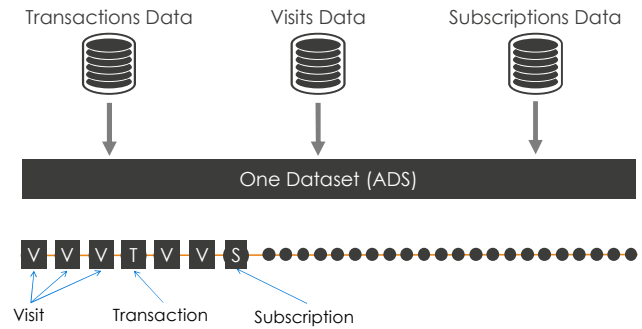 Transactions Data Visits Data Subscriptions Data
One Dataset (ADS)
V V V T V V S
Visit Transaction Subscription